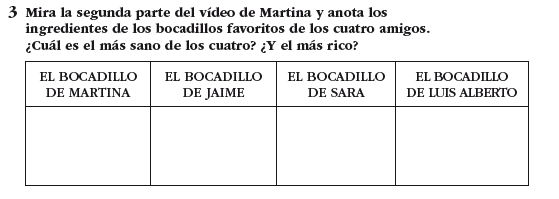 3 Mira la segunda parte del vídeo de Martina y anota los
ingredientes de los bocadillos favoritos de los cuatro amigos.
¿Cuál es el más sano de los cuatro? ¿Y el más rico?
EL BOCADILLO DE MARTINA
EL BOCADILLO DE JAIME
EL BOCADILLO DE SARA
EL BOCADILLO DE LUIS ALBERTO